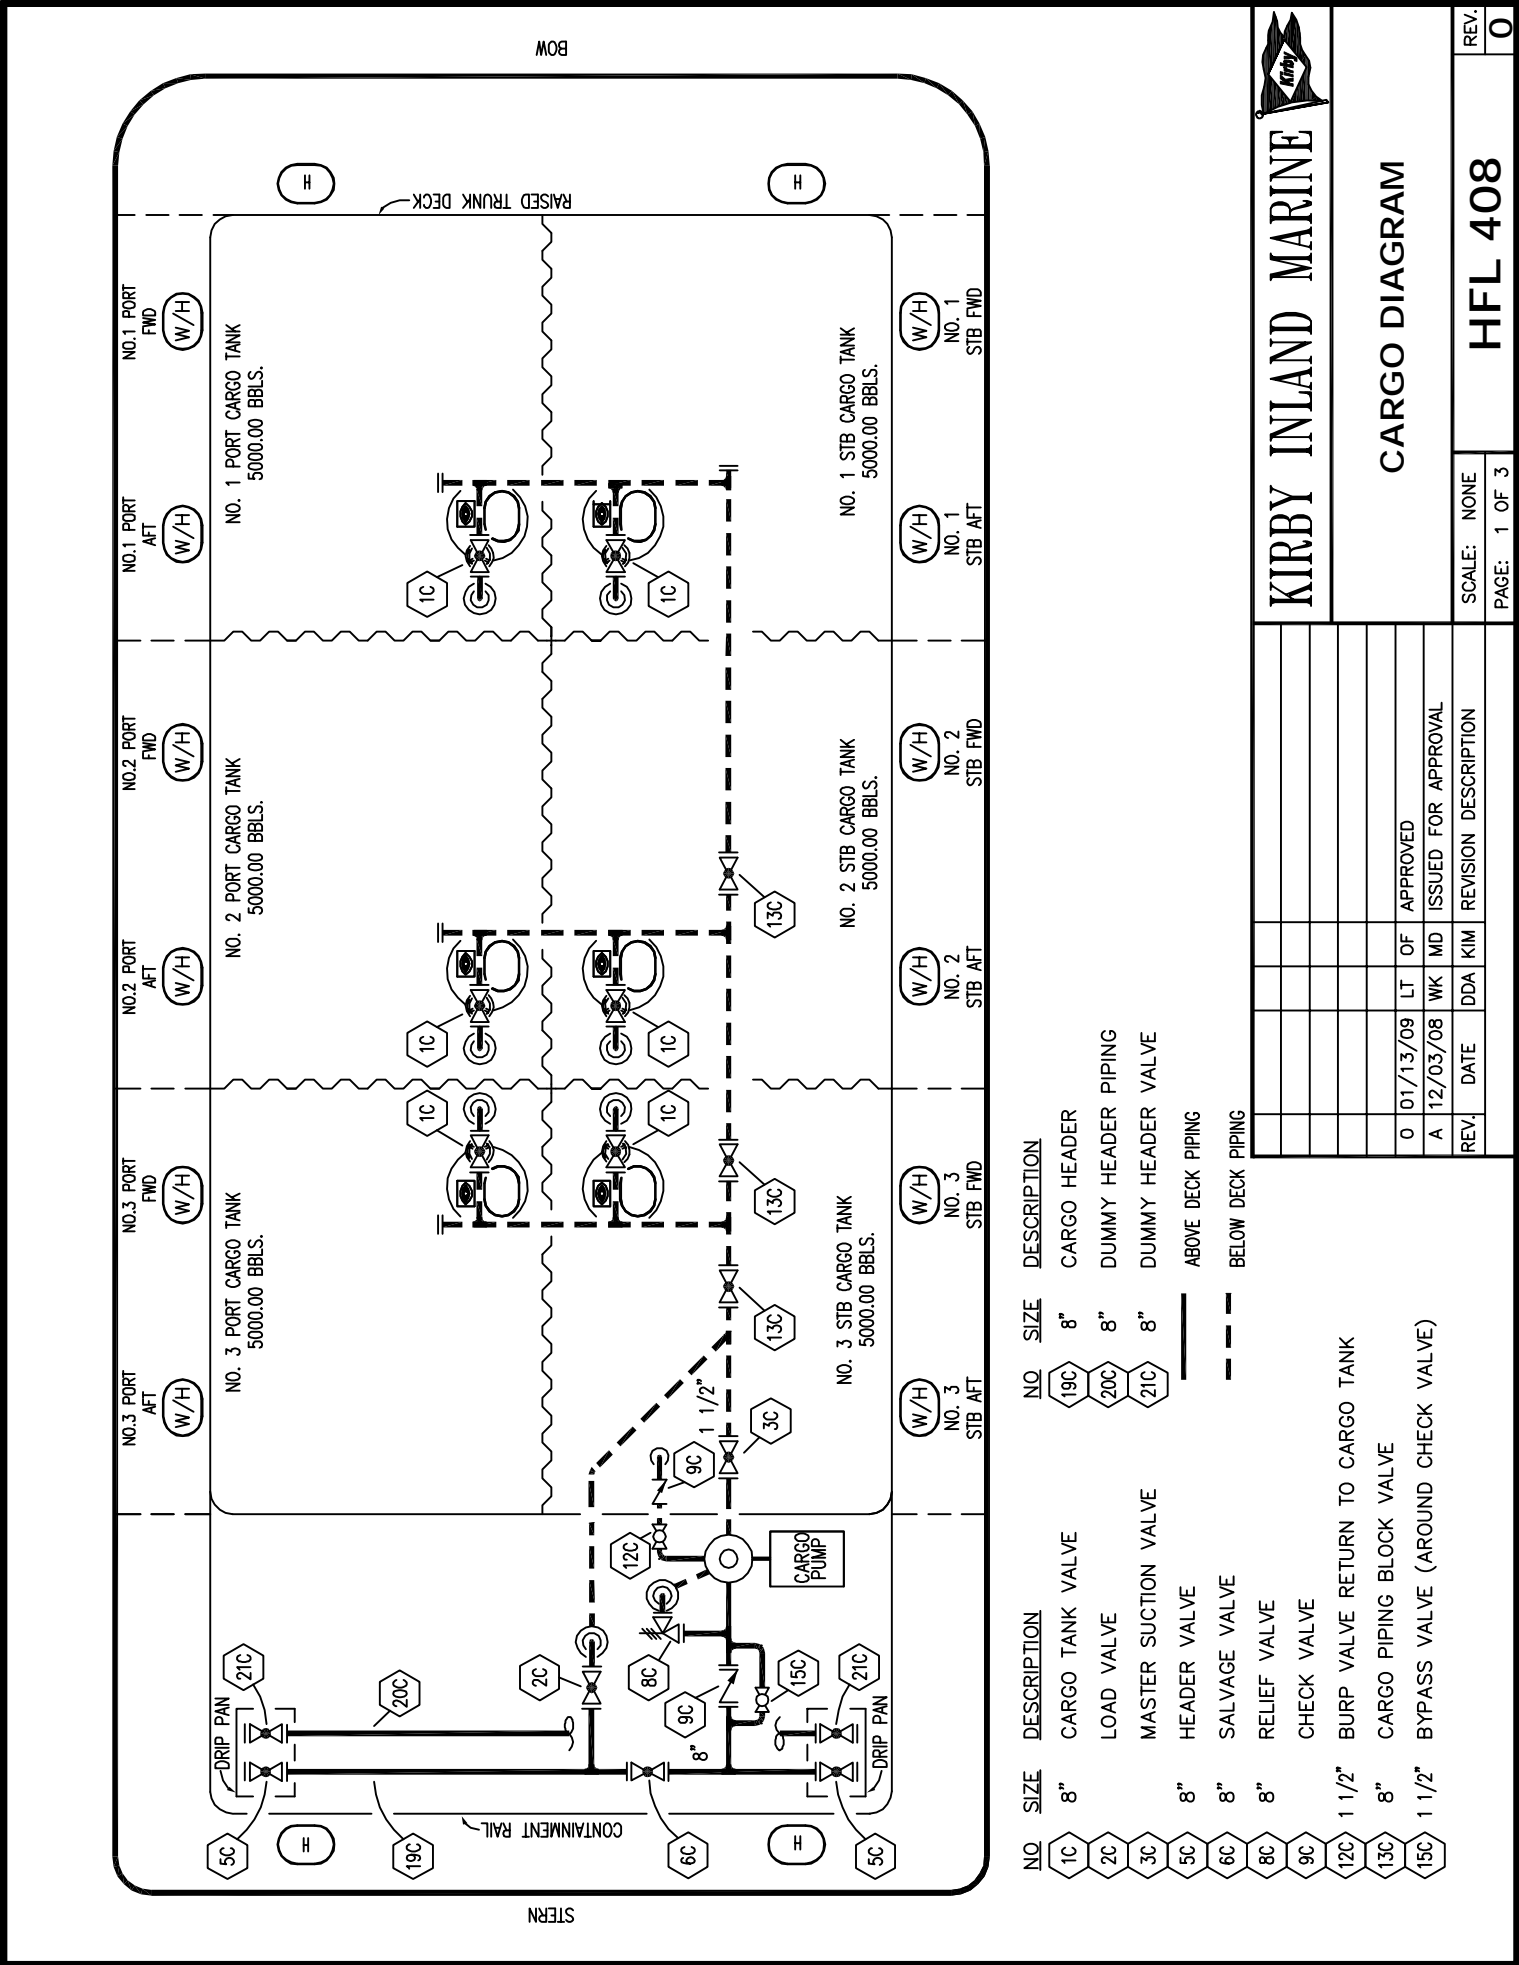 BOW
STERN
RAISED TRUNK DECK
CONTAINMENT RAIL
H
H
H
H
NO.3 PORT
AFT
W/H
NO.3 PORT
FWD
W/H
NO.2 PORT
AFT
W/H
NO.2 PORT
FWD
W/H
NO.1 PORT
AFT
W/H
NO.1 PORT
FWD
W/H
NO. 3 PORT CARGO TANK
5000.00 BBLS.
NO. 2 PORT CARGO TANK
5000.00 BBLS.
NO. 1 PORT CARGO TANK
5000.00 BBLS.
DRIP PAN
21C
5C
20C
19C
2C
6C
8C
9C
8"
15C
12C
9C
1 1/2"
3C
CARGO
PUMP
13C
13C
13C
1C
1C
1C
1C
1C
1C
5C
21C
DRIP PAN
NO. 3 STB CARGO TANK
5000.00 BBLS.
NO. 2 STB CARGO TANK
5000.00 BBLS.
NO. 1 STB CARGO TANK
5000.00 BBLS.
W/H
NO. 3
STB AFT
W/H
NO. 3
STB FWD
W/H
NO. 2
STB AFT
W/H
NO. 2
STB FWD
W/H
NO. 1
STB AFT
W/H
NO. 1
STB FWD
NO SIZE DESCRIPTION
1C 8" CARGO TANK VALVE
2C LOAD VALVE
3C MASTER SUCTION VALVE
5C 8" HEADER VALVE
6C 8" SALVAGE VALVE
8C 8" RELIEF VALVE
9C CHECK VALVE
12C 1 1/2" BURP VALVE RETURN TO CARGO TANK
13C 8" CARGO PIPING BLOCK VALVE
15C 1 1/2" BYPASS VALVE (AROUND CHECK VALVE)
NO SIZE DESCRIPTION
19C 8" CARGO HEADER
20C 8" DUMMY HEADER PIPING
21C 8" DUMMY HEADER VALVE
ABOVE DECK PIPING
BELOW DECK PIPING
0 01/13/09 LT OF APPROVED
A 12/03/08 WK MD ISSUED FOR APPROVAL
REV. DATE DDA KIM REVISION DESCRIPTION
KIRBY INLAND MARINE
Kirby
CARGO DIAGRAM
SCALE: NONE
PAGE: 1 OF 3
HFL 408
REV.
0